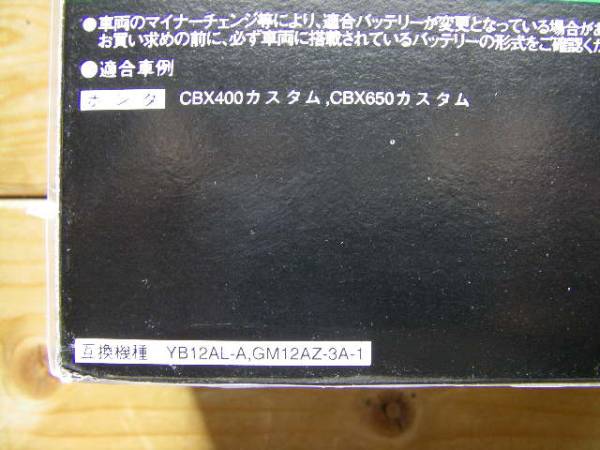 ●車両のマイナーチェンジ等により、適合バッテリーが変更となっている場合があ
お買い求めの前に、必ず車両に搭載されているバッテリーの形式をご確認くだ
●適合車例
ホンダ CBX400カスタム,CBX650カスタム
互換機種 YB12AL-A,GM12AZ-3A-1